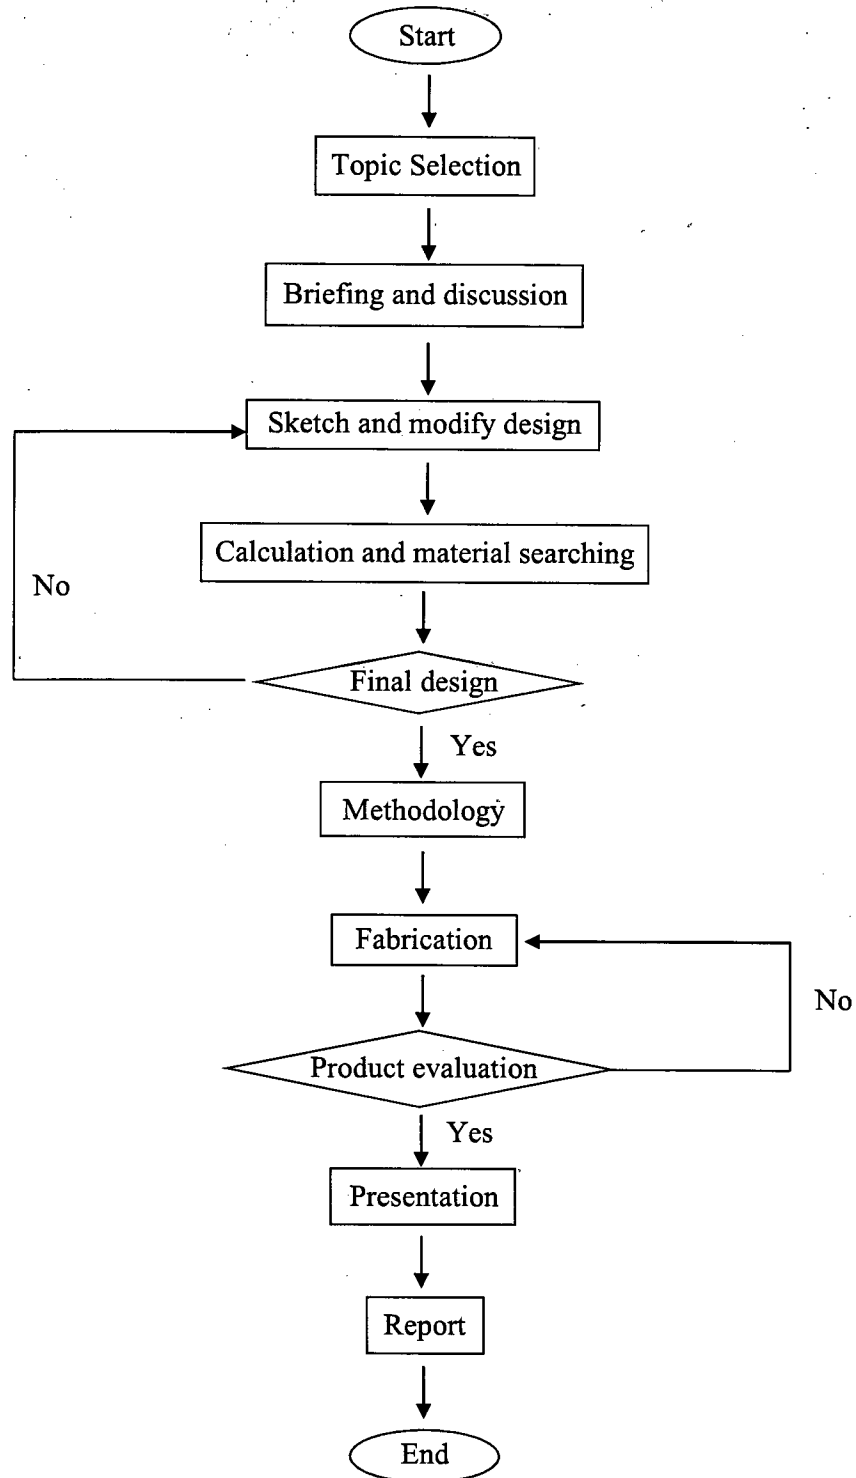 Start
Topic Selection
Briefing and discussion
Sketch and modify design
Calculation and material searching
No
Final design
Yes
Methodology
Fabrication
No
Product evaluation
Yes
Presentation
Report
End